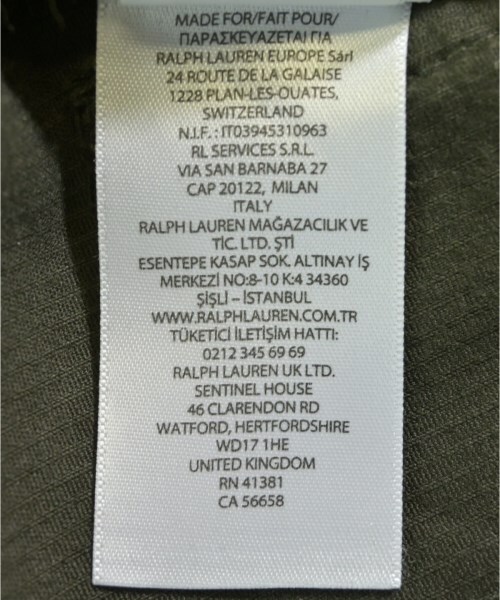 MADE FOR/FAIT POUR/
ΠΑΡΑΣΚΕΥΑΖΕΤΑΙ ΓΙΑ
RALPH LAUREN EUROPE Sárl
24 ROUTE DE LA GALAISE
1228 PLAN-LES-OUATES,
SWITZERLAND
N.I.F. : IT03945310963
RL SERVICES S.R.L.
VIA SAN BARNABA 27
CAP 20122, MILAN
ITALY
RALPH LAUREN MAĞAZACILIK VE
TİC. LTD. ŞTİ
ESENTEPE KASAP SOK. ALTINAY İŞ
MERKEZİ NO:8-10 K:4 34360
ŞİŞLİ – İSTANBUL
WWW.RALPHLAUREN.COM.TR
TÜKETİCİ İLETİŞİM HATTI:
0212 345 69 69
RALPH LAUREN UK LTD.
SENTINEL HOUSE
46 CLARENDON RD
WATFORD, HERTFORDSHIRE
WD17 1HE
UNITED KINGDOM
RN 41381
CA 56658